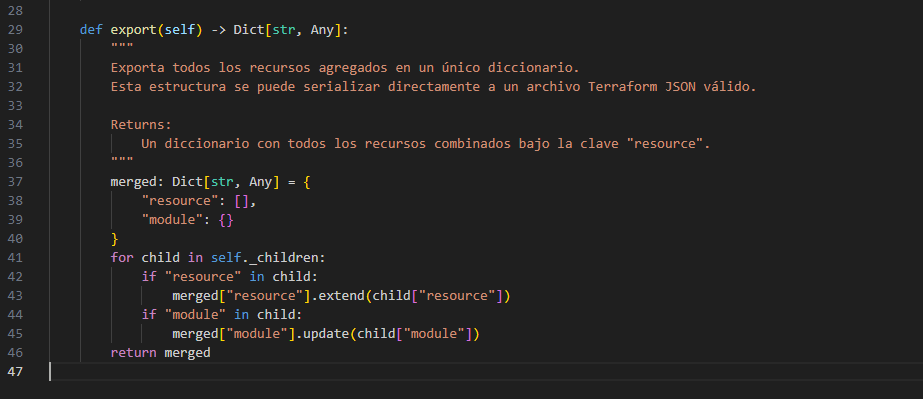 28
29 def export(self) -> Dict[str, Any]:
30 """
31 Exporta todos los recursos agregados en un único diccionario.
32 Esta estructura se puede serializar directamente a un archivo Terraform JSON válido.
33
34 Returns:
35 Un diccionario con todos los recursos combinados bajo la clave "resource".
36 """
37 merged: Dict[str, Any] = {
38 "resource": [],
39 "module": {}
40 }
41 for child in self._children:
42 if "resource" in child:
43 merged["resource"].extend(child["resource"])
44 if "module" in child:
45 merged["module"].update(child["module"])
46 return merged
47